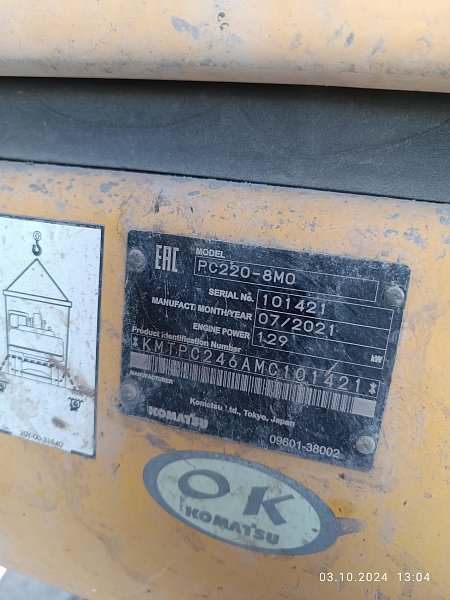 EAC
MODEL
PC220-8M0
SERIAL No. 101421
MANUFACT. MONTH/YEAR 07/2021
ENGINE POWER 129 kW
Product Identification Number
*KMTPC246AMC101421*
MANUFACTURER
Komatsu Ltd., Tokyo, Japan
KOMATSU
09601-38002
OK
KOMATSU
03.10.2024 13:04